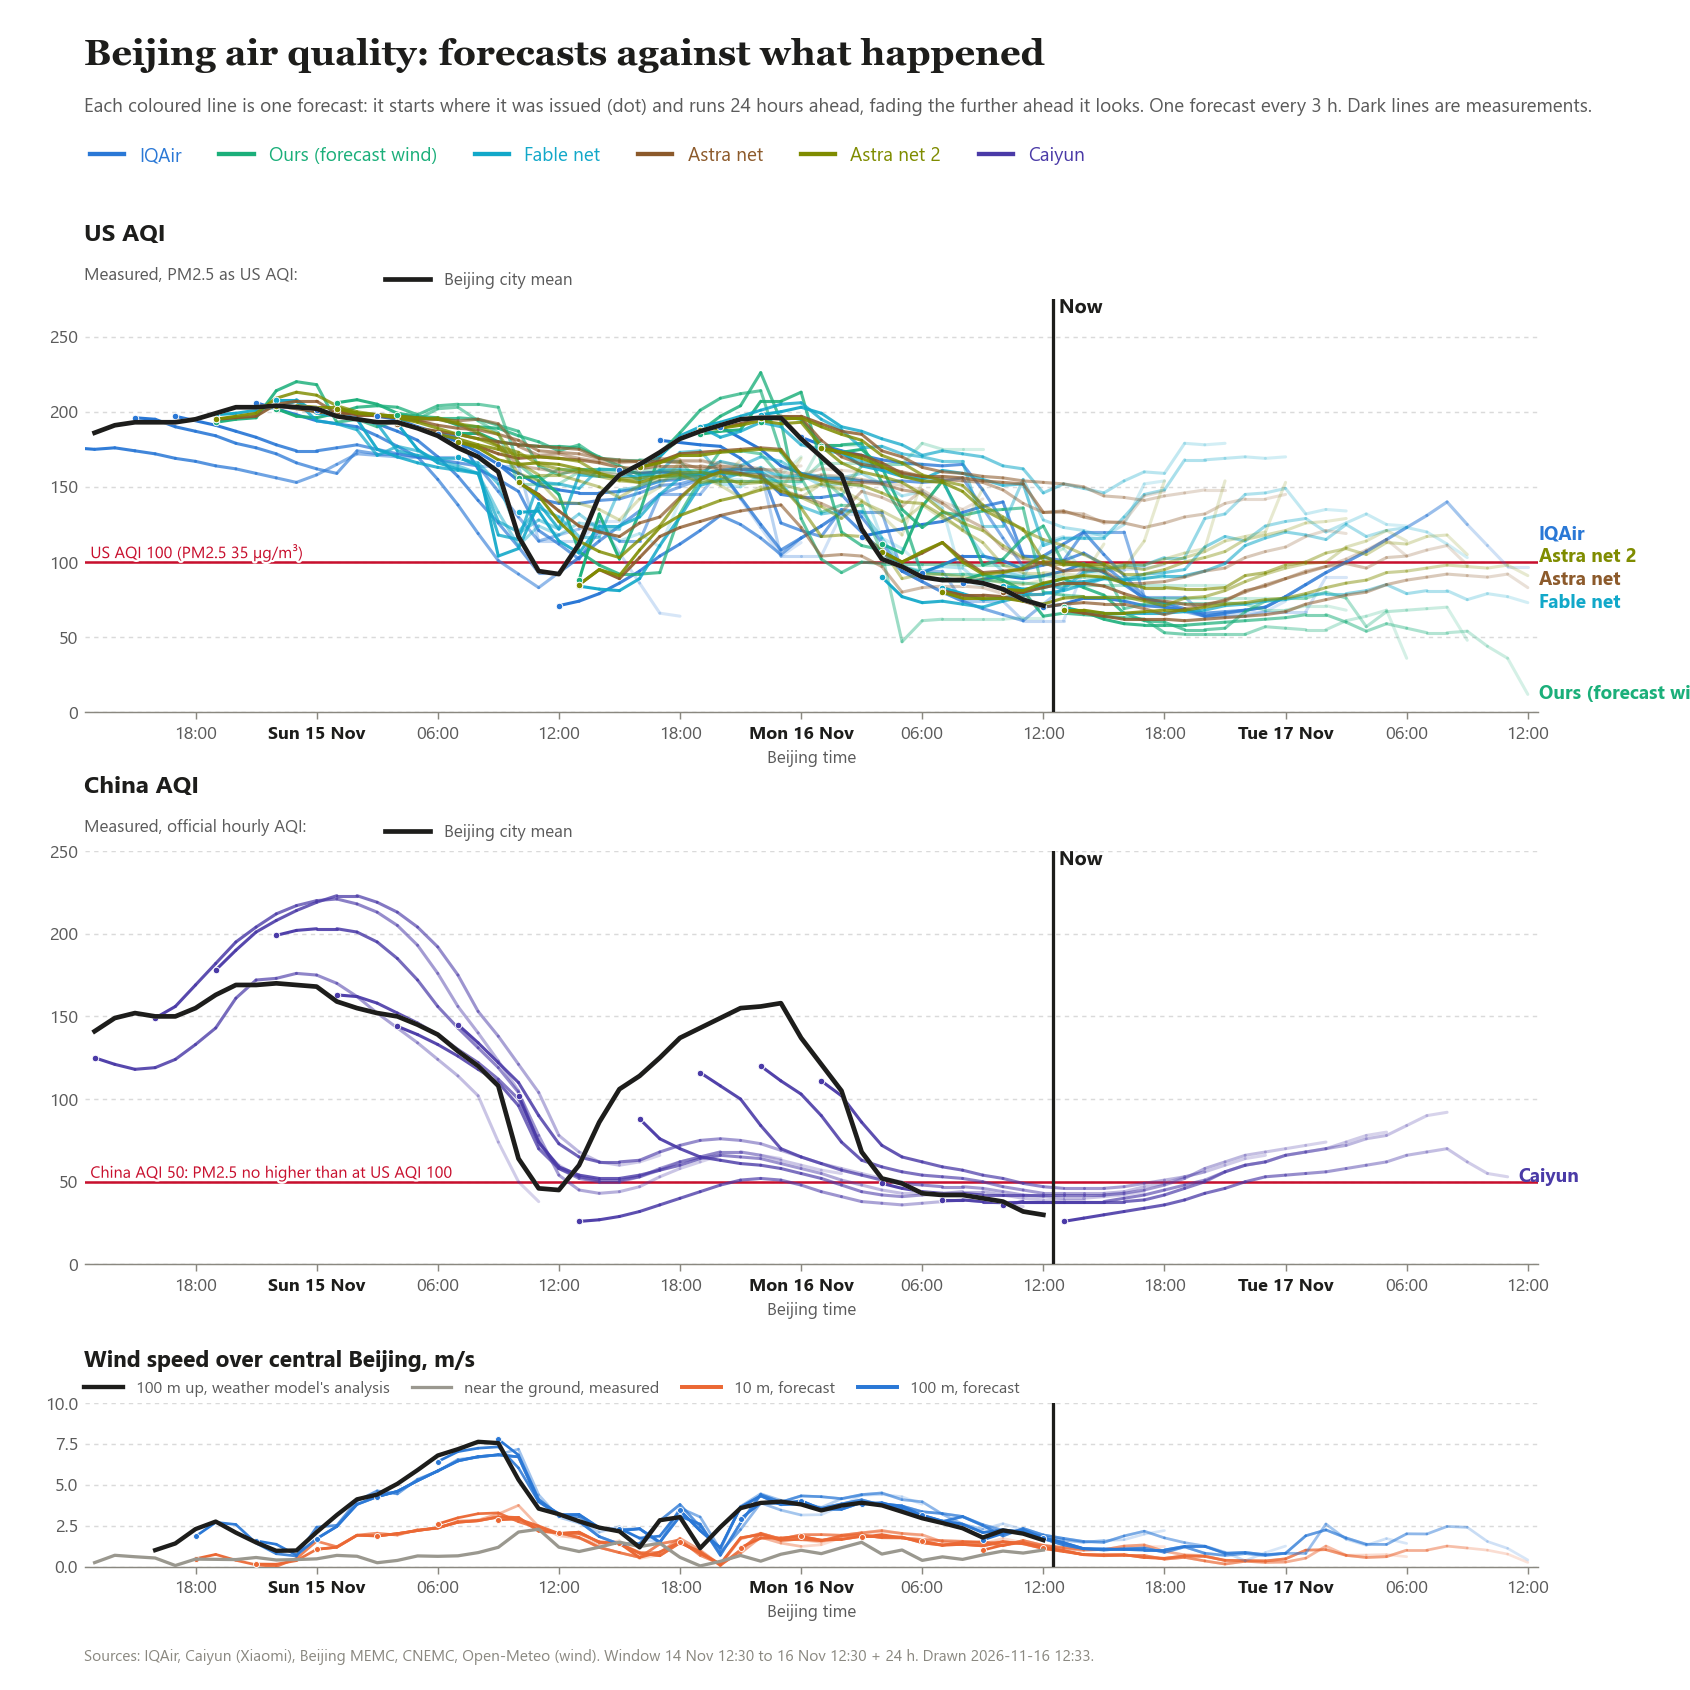 Beijing air quality: forecasts against what happened
Each coloured line is one forecast: it starts where it was issued (dot) and runs 24 hours ahead, fading the further ahead it looks. One forecast every 3 h. Dark lines are measurements.
IQAir Ours (forecast wind) Fable net Astra net Astra net 2 Caiyun
US AQI
Measured, PM2.5 as US AQI: Beijing city mean
Now
250
200
150
100
50
0
US AQI 100 (PM2.5 35 µg/m³)
IQAir
Astra net 2
Astra net
Fable net
Ours (forecast wi
18:00 Sun 15 Nov 06:00 12:00 18:00 Mon 16 Nov 06:00 12:00 18:00 Tue 17 Nov 06:00 12:00
Beijing time
China AQI
Measured, official hourly AQI: Beijing city mean
Now
250
200
150
100
50
0
China AQI 50: PM2.5 no higher than at US AQI 100
Caiyun
18:00 Sun 15 Nov 06:00 12:00 18:00 Mon 16 Nov 06:00 12:00 18:00 Tue 17 Nov 06:00 12:00
Beijing time
Wind speed over central Beijing, m/s
100 m up, weather model's analysis near the ground, measured 10 m, forecast 100 m, forecast
10.0
7.5
5.0
2.5
0.0
18:00 Sun 15 Nov 06:00 12:00 18:00 Mon 16 Nov 06:00 12:00 18:00 Tue 17 Nov 06:00 12:00
Beijing time
Sources: IQAir, Caiyun (Xiaomi), Beijing MEMC, CNEMC, Open-Meteo (wind). Window 14 Nov 12:30 to 16 Nov 12:30 + 24 h. Drawn 2026-11-16 12:33.